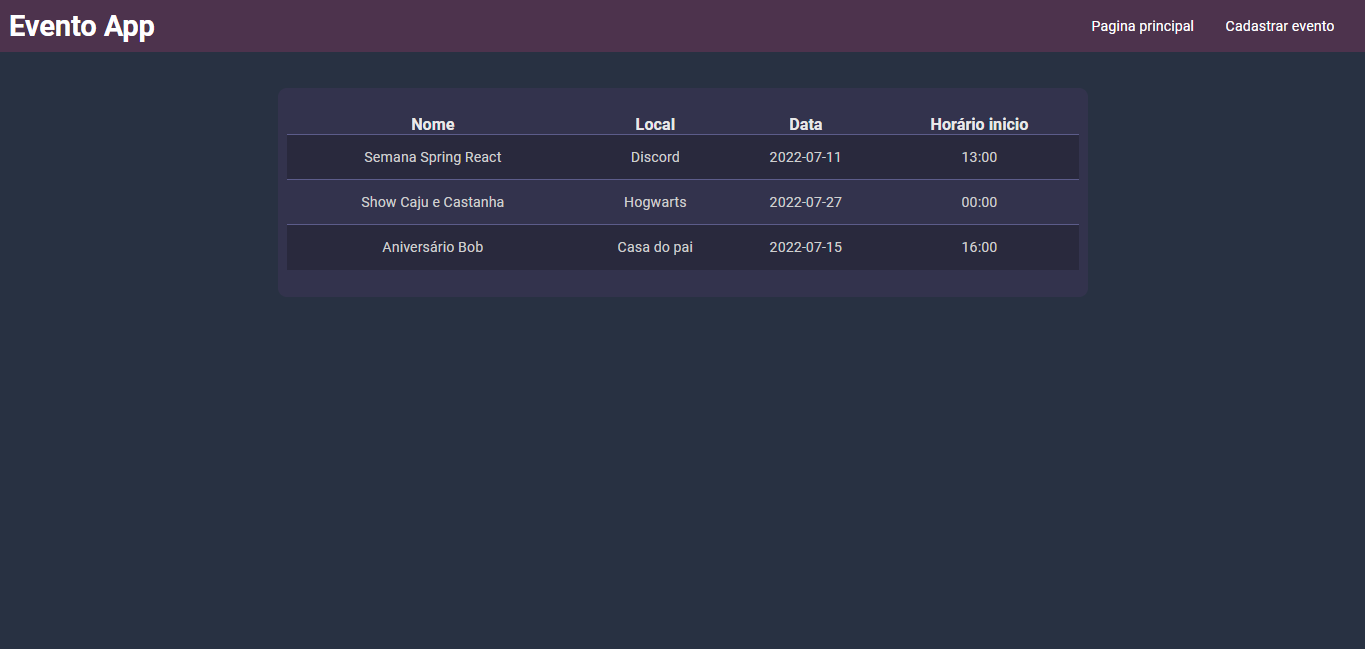 Evento App Pagina principal Cadastrar evento
Nome Local Data Horário inicio
Semana Spring React Discord 2022-07-11 13:00
Show Caju e Castanha Hogwarts 2022-07-27 00:00
Aniversário Bob Casa do pai 2022-07-15 16:00